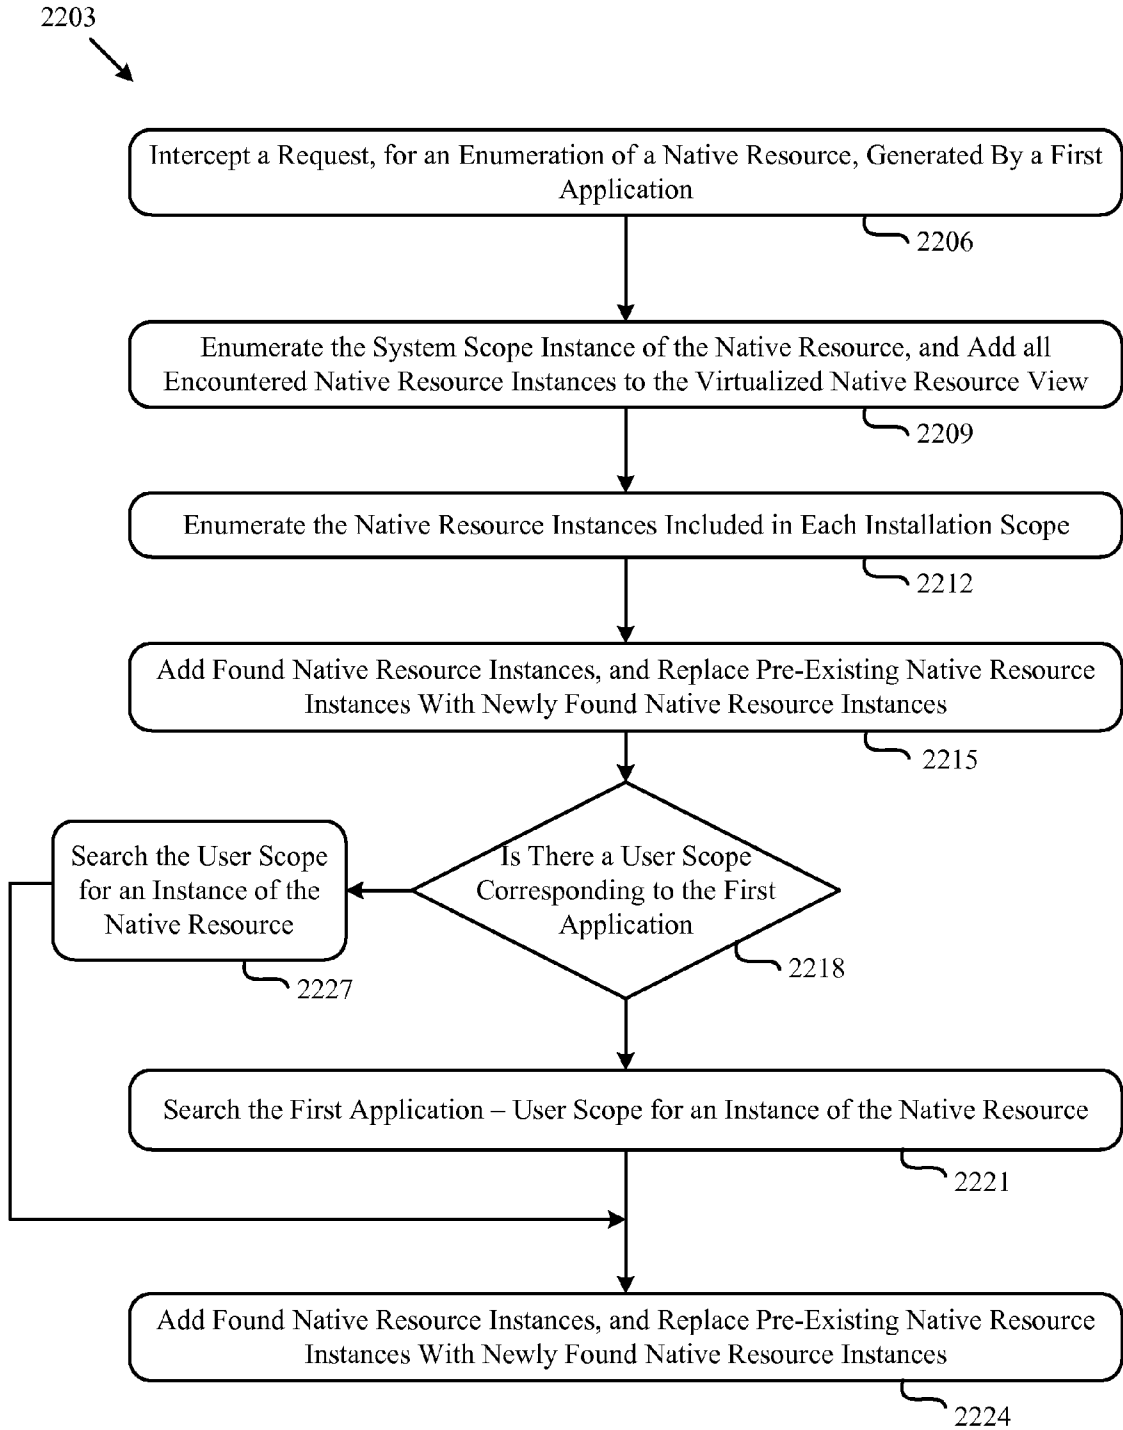 2203
Intercept a Request, for an Enumeration of a Native Resource, Generated By a First
Application
2206
Enumerate the System Scope Instance of the Native Resource, and Add all
Encountered Native Resource Instances to the Virtualized Native Resource View
2209
Enumerate the Native Resource Instances Included in Each Installation Scope
2212
Add Found Native Resource Instances, and Replace Pre-Existing Native Resource
Instances With Newly Found Native Resource Instances
2215
Is There a User Scope
Corresponding to the First
Application
2218
Search the User Scope
for an Instance of the
Native Resource
2227
Search the First Application – User Scope for an Instance of the Native Resource
2221
Add Found Native Resource Instances, and Replace Pre-Existing Native Resource
Instances With Newly Found Native Resource Instances
2224